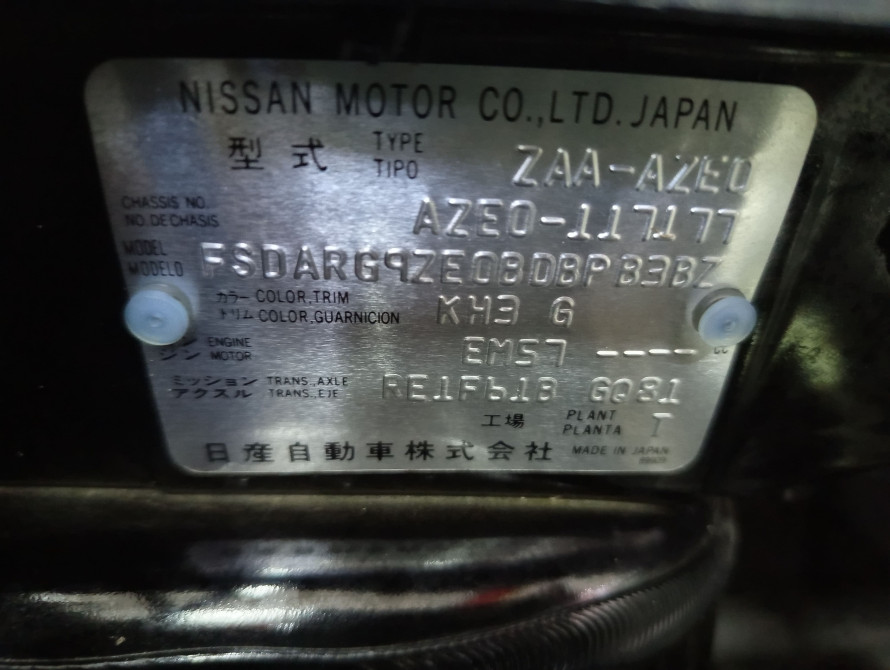 NISSAN MOTOR CO.,LTD. JAPAN
型式 TYPE TIPO ZAA-AZE0
CHASSIS NO. NO. DE CHASIS AZE0-117177
MODEL MODELO FSDARG9ZE0BDBPB3BZ
カラー COLOR,TRIM
トリム COLOR,GUARNICION KH3 G
ENGINE MOTOR EM57 ---- cc
ミッション TRANS.,AXLE
アクスル TRANS.,EJE RE1F61B GQ81
工場 PLANT PLANTA T
日産自動車株式会社 MADE IN JAPAN